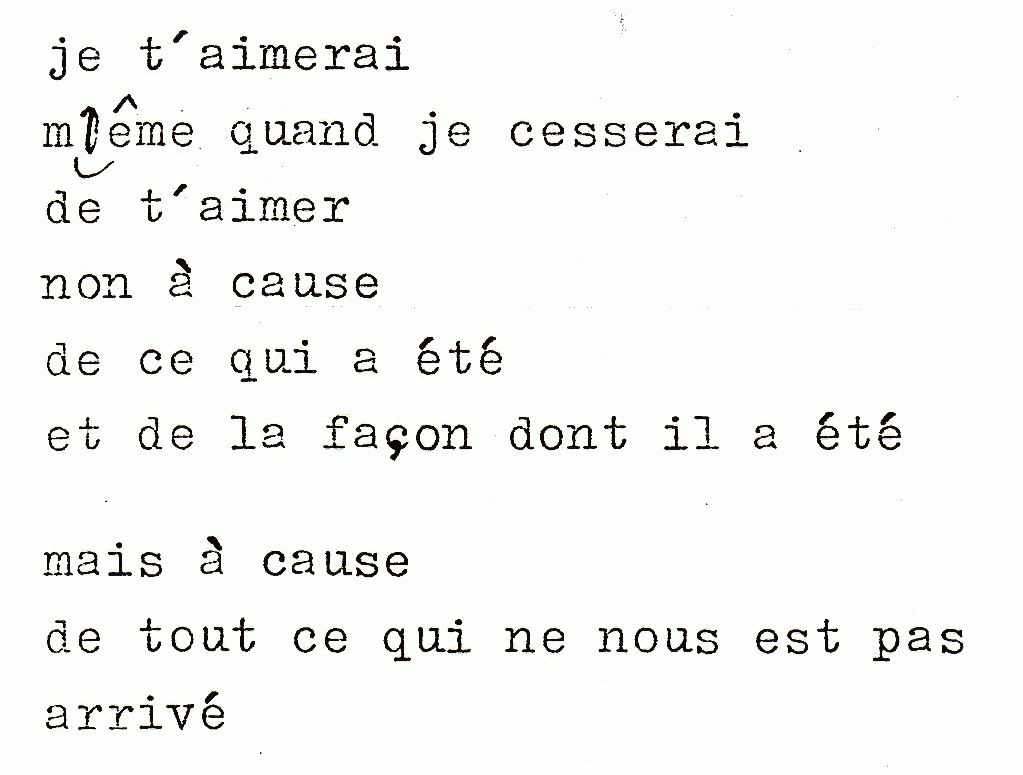 je t'aimerai
même quand je cesserai
de t'aimer
non à cause
de ce qui a été
et de la façon dont il a été
mais à cause
de tout ce qui ne nous est pas
arrivé